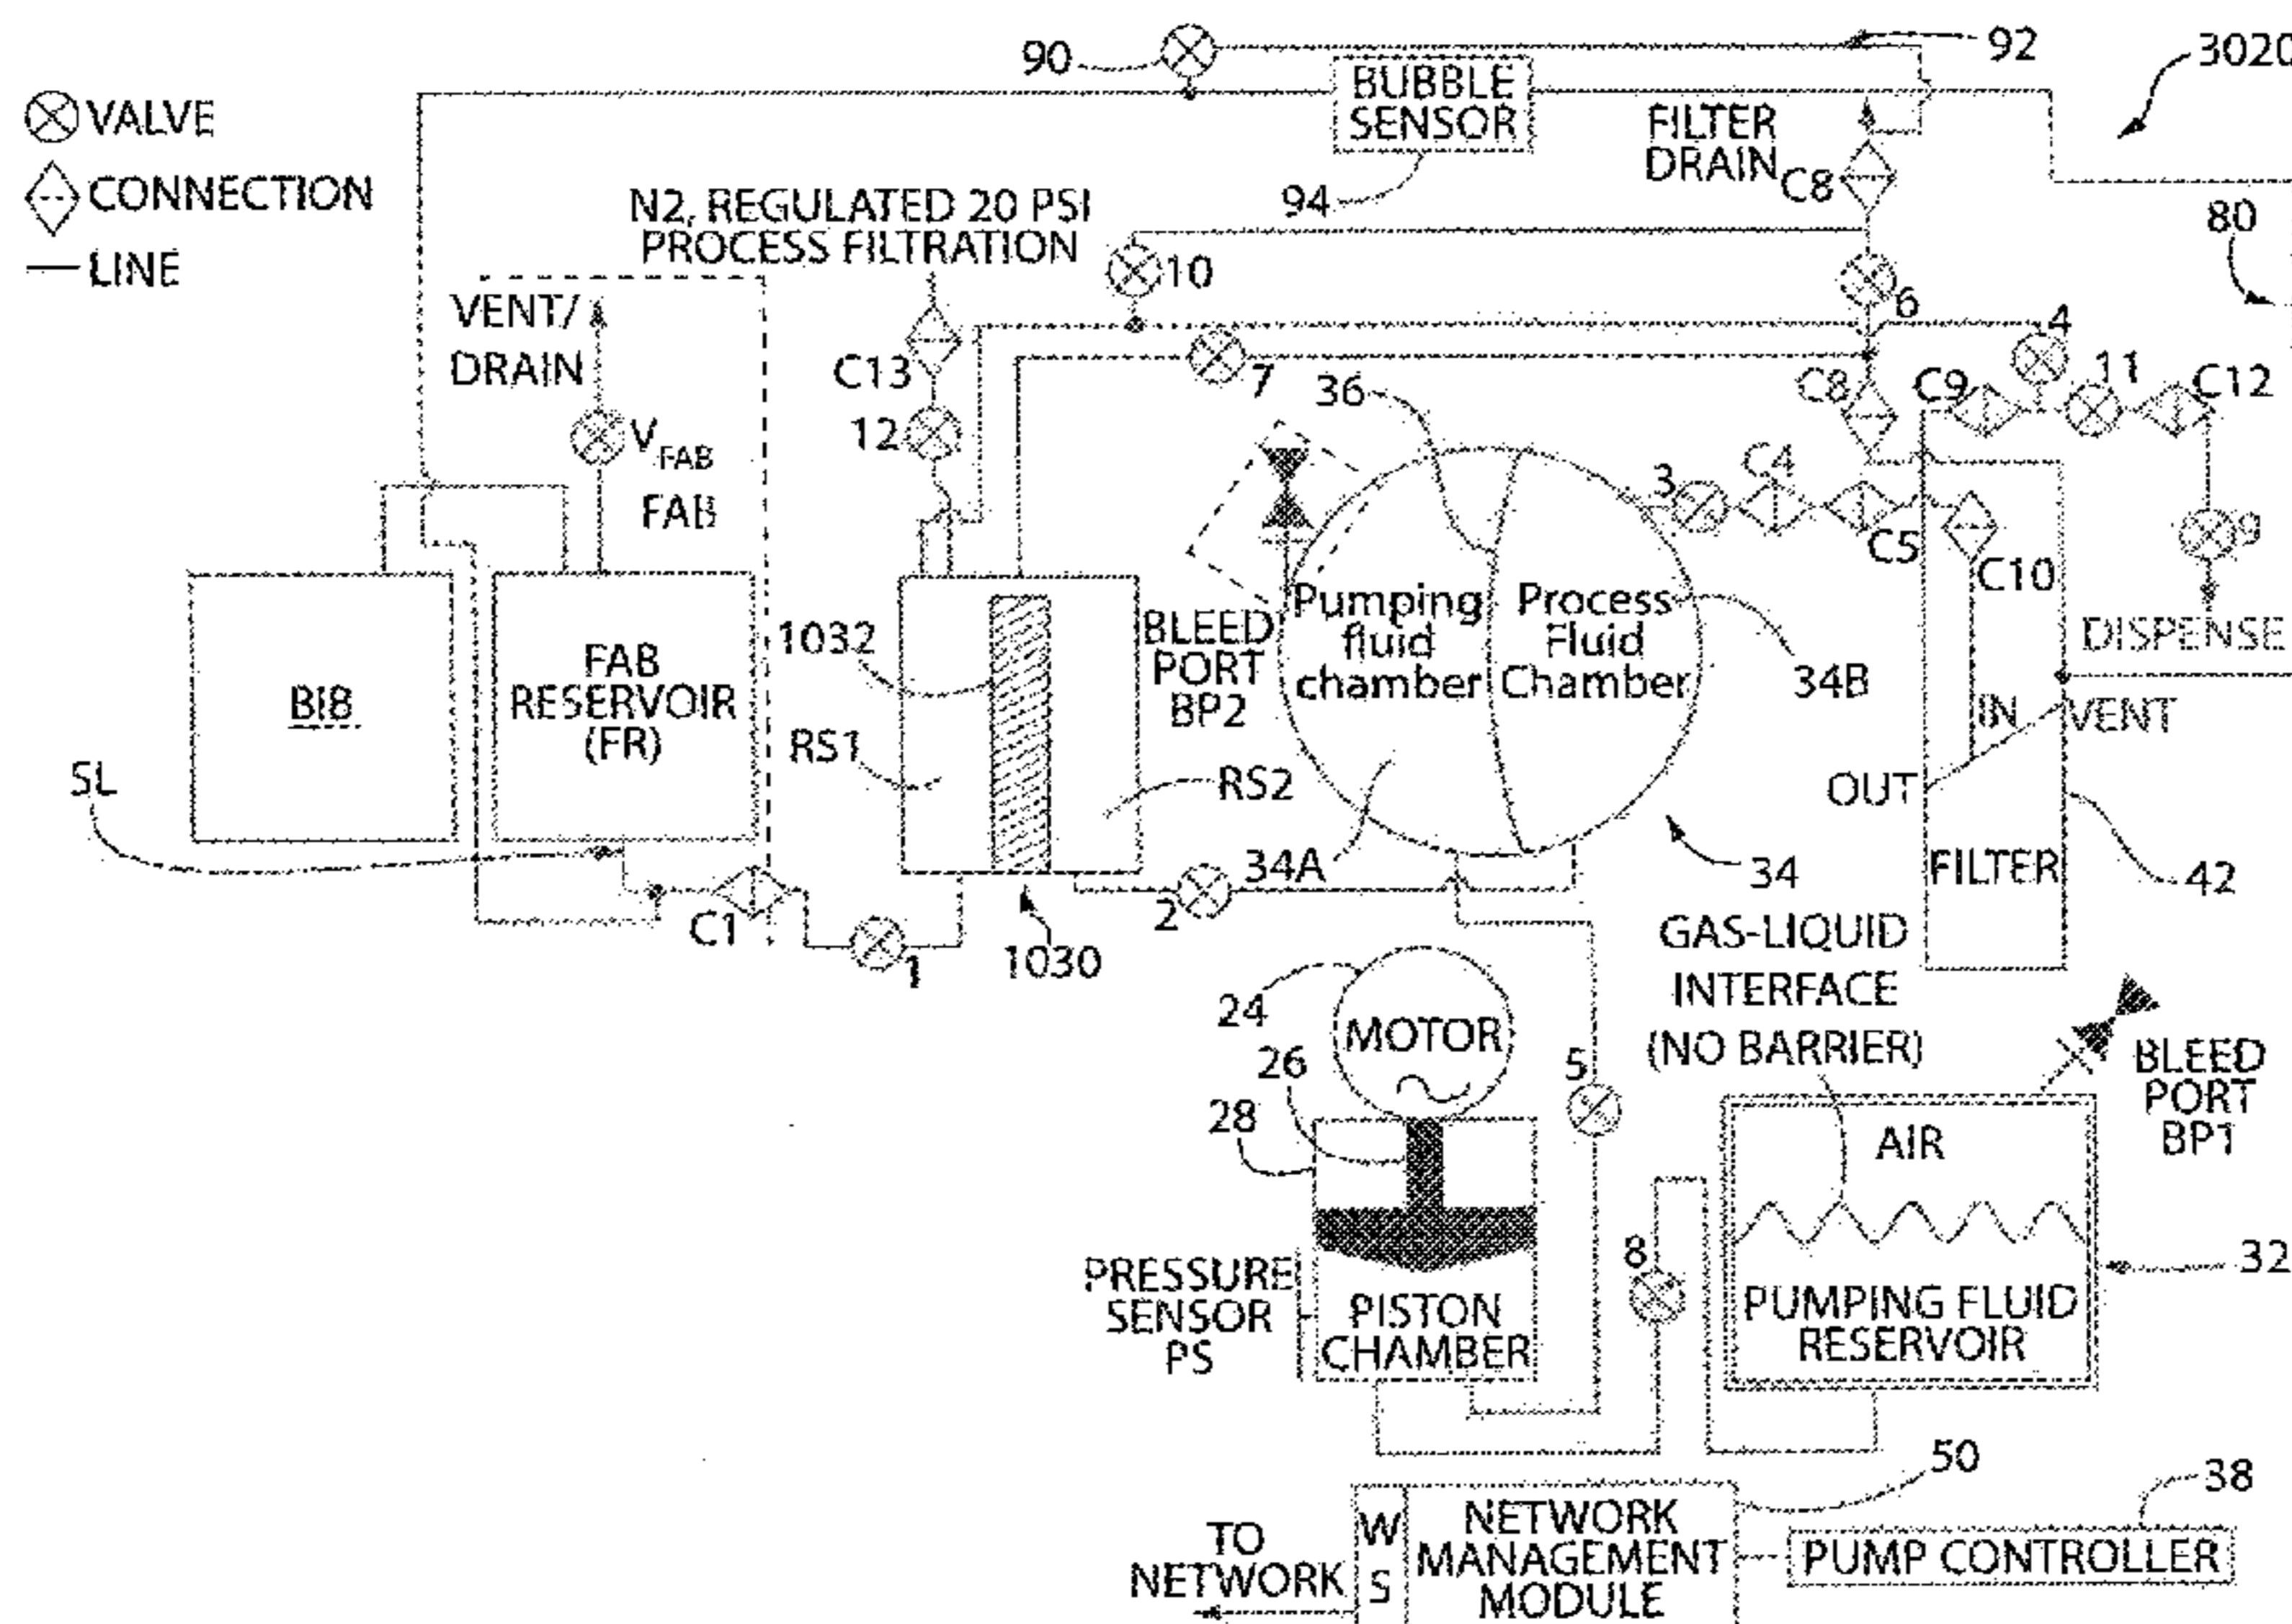 90
92
3020
VALVE
BUBBLE
SENSOR
FILTER
DRAIN
CONNECTION
C8
94
80
N2, REGULATED 20 PSI
PROCESS FILTRATION
LINE
10
6
4
VENT/
DRAIN
C13
7
36
C8
C9
11
C12
12
VFAB
FAB
3
C4
C5
C10
9
1032
BLEED
PORT
BP2
Pumping
fluid
chamber
Process
Fluid
Chamber
34B
DISPENSE
BIB
FAB
RESERVOIR
(FR)
RS1
RS2
IN
VENT
OUT
SL
34A
34
FILTER
42
C1
1
2
1030
GAS-LIQUID
INTERFACE
(NO BARRIER)
24
MOTOR
26
28
5
BLEED
PORT
BP1
AIR
8
32
PRESSURE
SENSOR
PS
PISTON
CHAMBER
PUMPING FLUID
RESERVOIR
50
38
TO
NETWORK
W
S
NETWORK
MANAGEMENT
MODULE
PUMP CONTROLLER